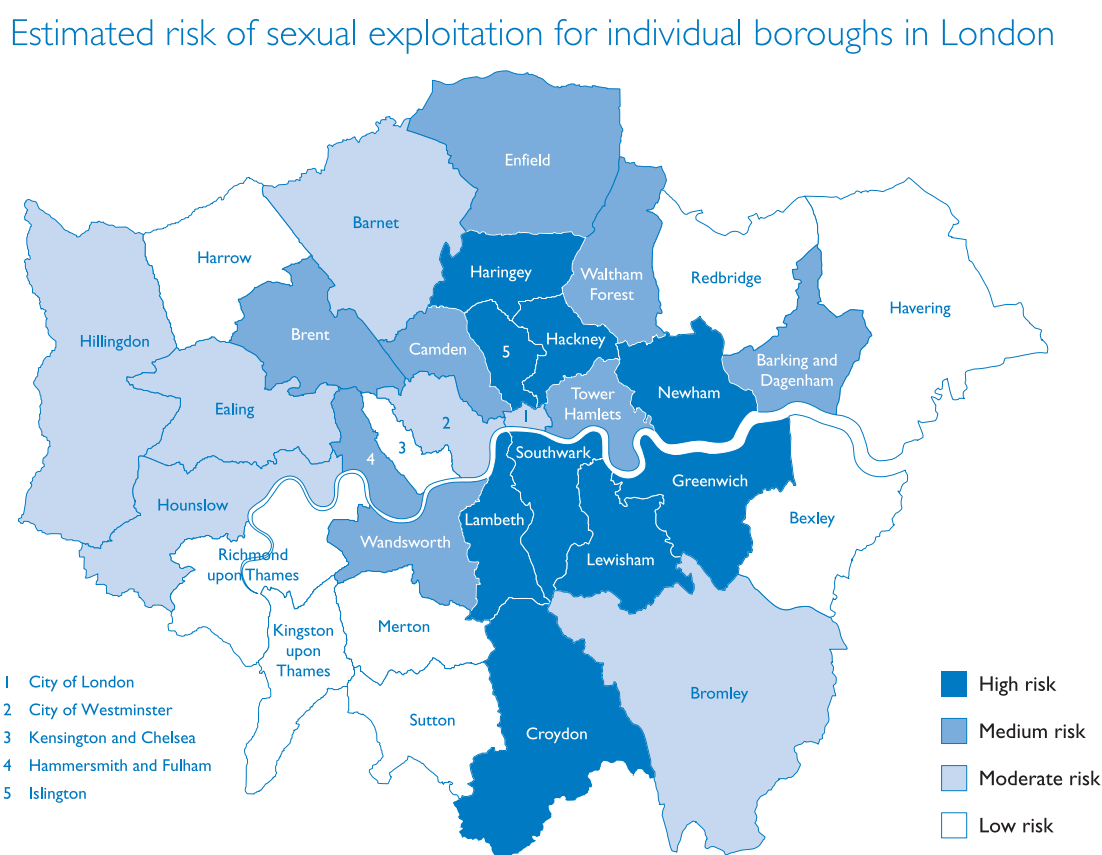 Estimated risk of sexual exploitation for individual boroughs in London
Enfield
Barnet
Harrow
Haringey
Waltham
Forest
Redbridge
Havering
Hillingdon
Brent
Camden
5
Hackney
Barking and
Dagenham
Newham
Tower
Hamlets
Ealing
1
2
3
4
Southwark
Greenwich
Hounslow
Lambeth
Bexley
Wandsworth
Richmond
upon Thames
Lewisham
Kingston
upon
Thames
Merton
Bromley
Sutton
Croydon
1 City of London
2 City of Westminster
3 Kensington and Chelsea
4 Hammersmith and Fulham
5 Islington
High risk
Medium risk
Moderate risk
Low risk